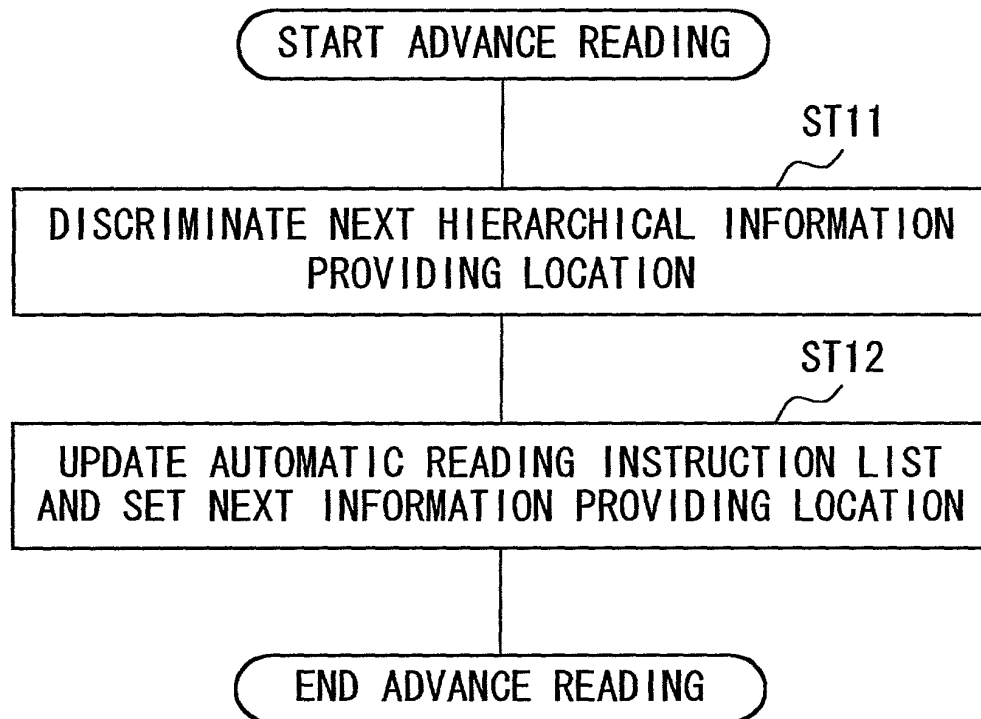 START ADVANCE READING
ST11
DISCRIMINATE NEXT HIERARCHICAL INFORMATION
PROVIDING LOCATION
ST12
UPDATE AUTOMATIC READING INSTRUCTION LIST
AND SET NEXT INFORMATION PROVIDING LOCATION
END ADVANCE READING